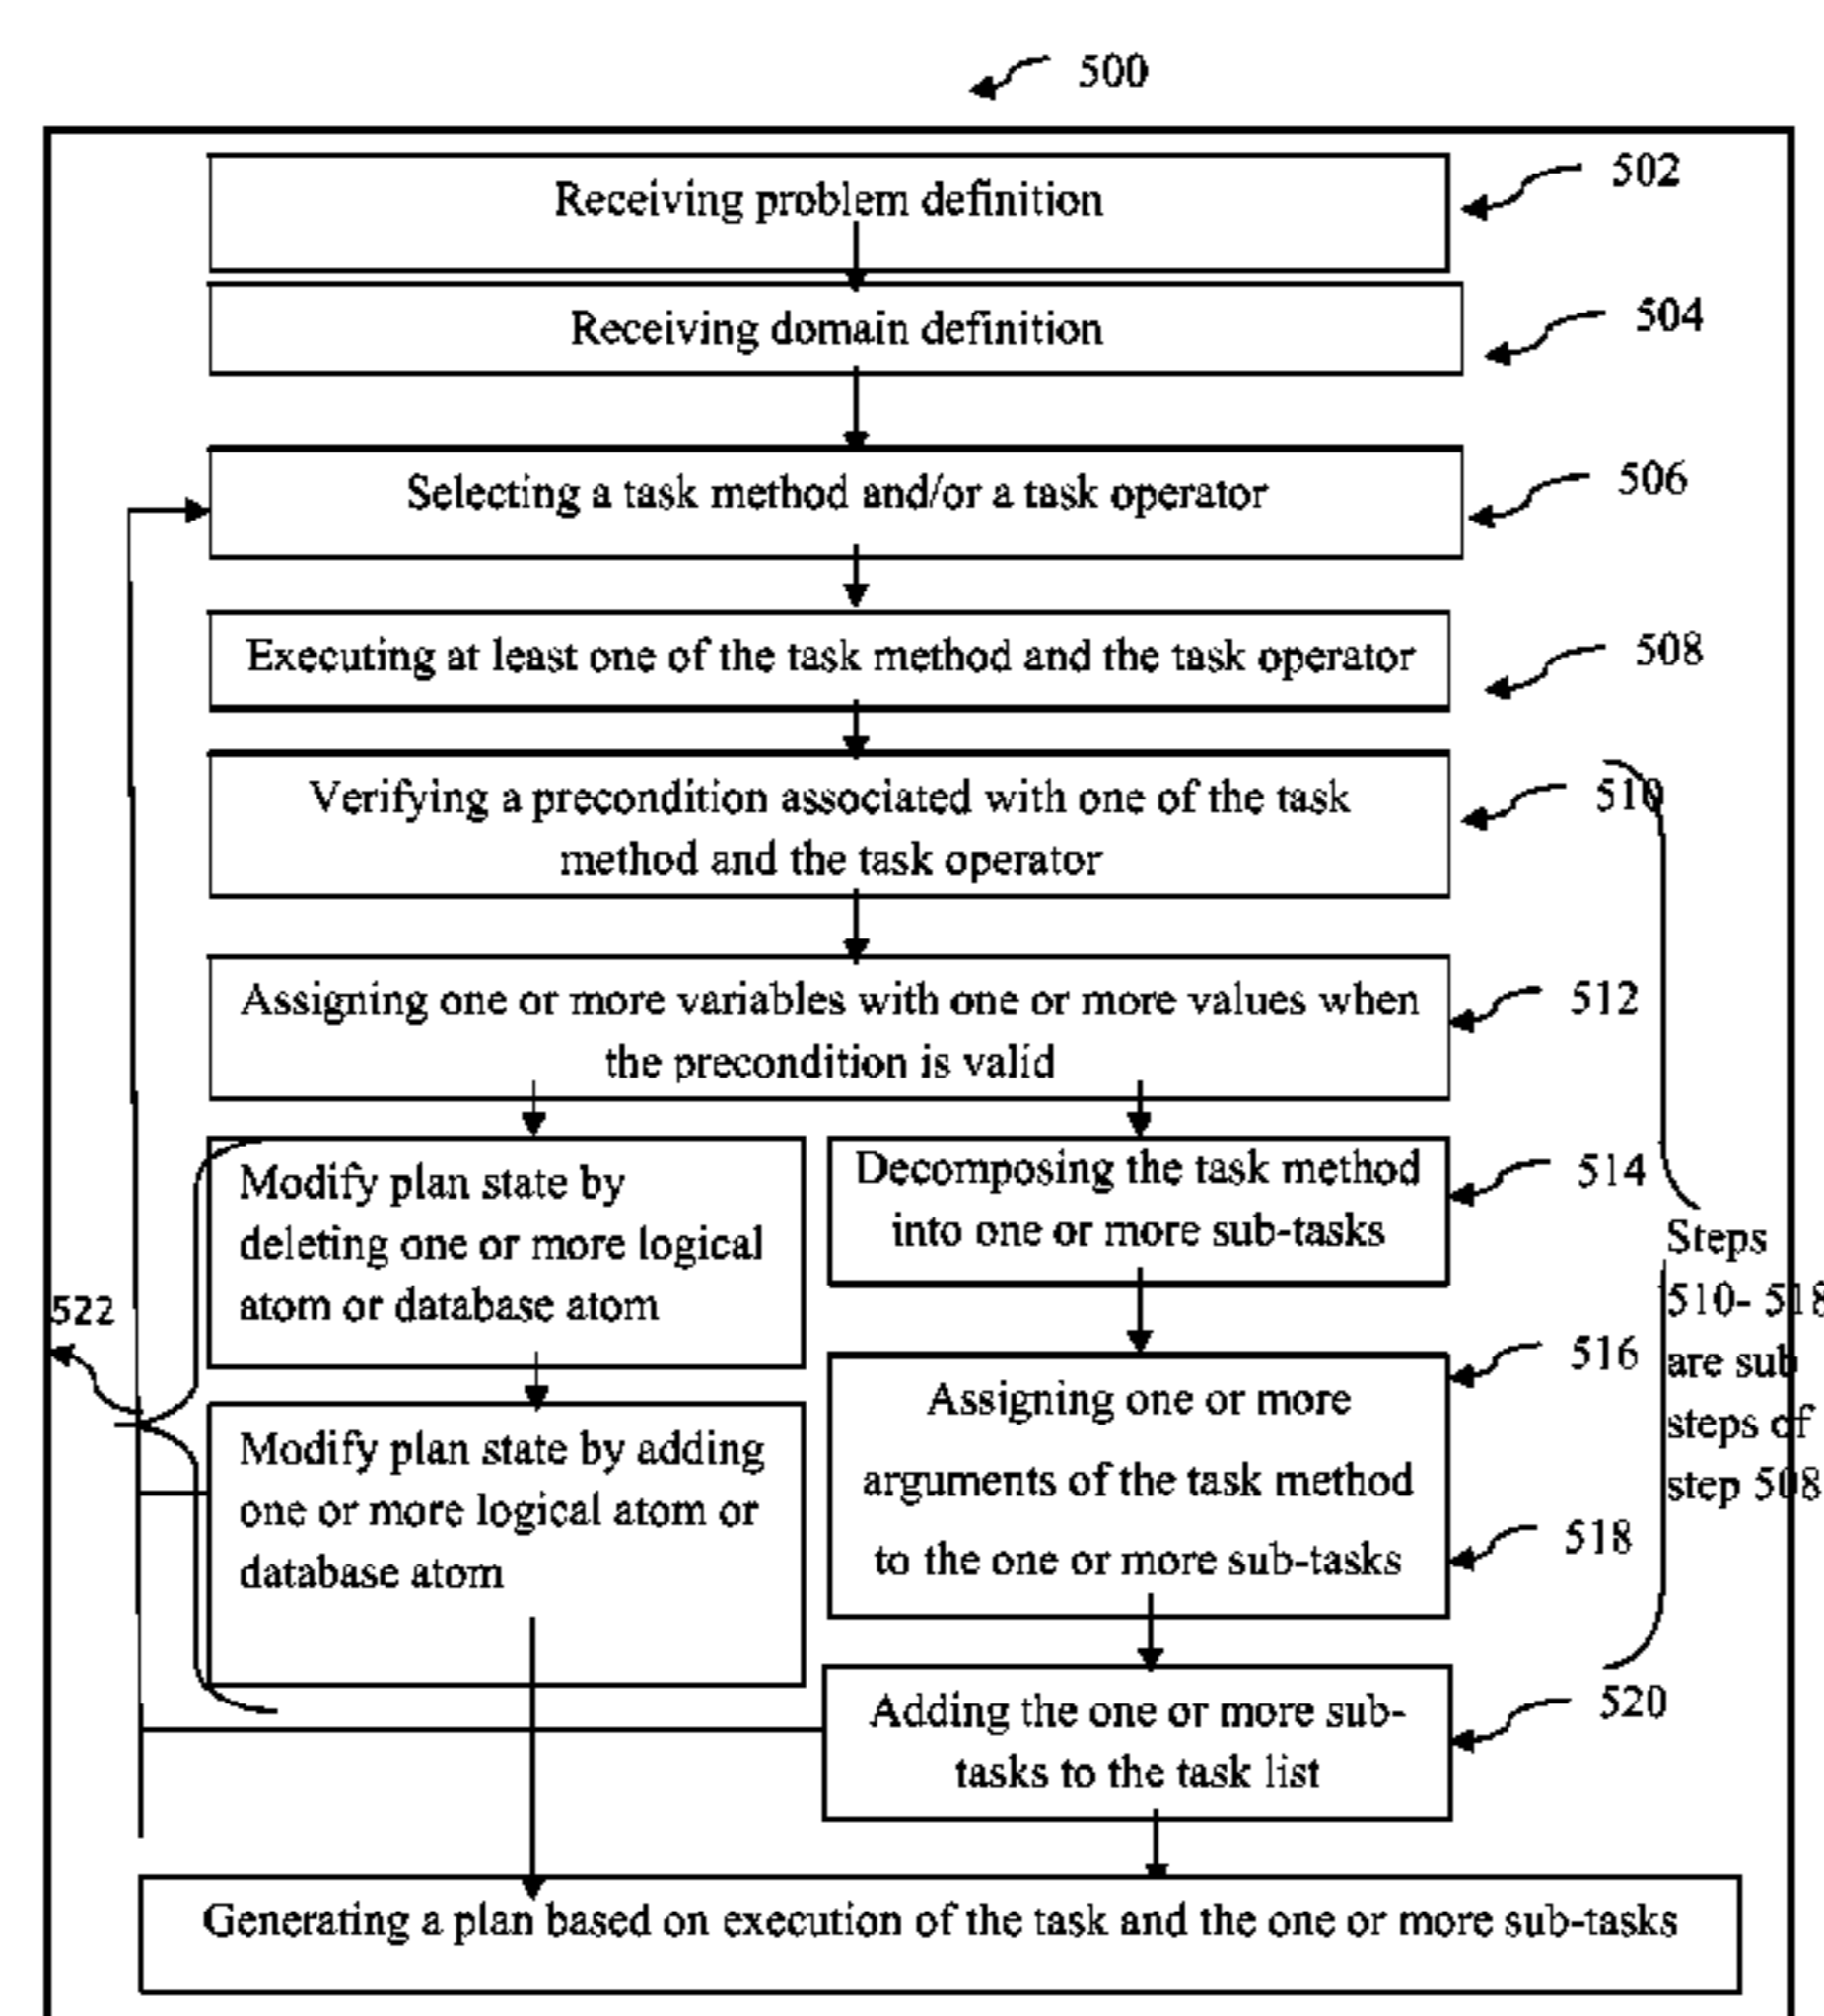 500
Receiving problem definition
502
Receiving domain definition
504
Selecting a task method and/or a task operator
506
Executing at least one of the task method and the task operator
508
Verifying a precondition associated with one of the task
method and the task operator
510
Assigning one or more variables with one or more values when
the precondition is valid
512
Modify plan state by
deleting one or more logical
atom or database atom
522
Modify plan state by adding
one or more logical atom or
database atom
Decomposing the task method
into one or more sub-tasks
514
Assigning one or more
arguments of the task method
to the one or more sub-tasks
516
518
Adding the one or more sub-
tasks to the task list
520
Steps
510- 518
are sub
steps of
step 508
Generating a plan based on execution of the task and the one or more sub-tasks